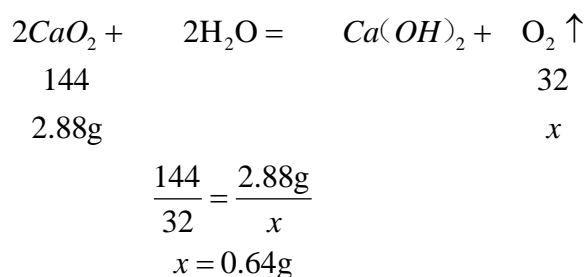 2CaO₂ + 2H₂O = Ca(OH)₂ + O₂ ↑
144 32
2.88g x
144/32 = 2.88g/x
x = 0.64g